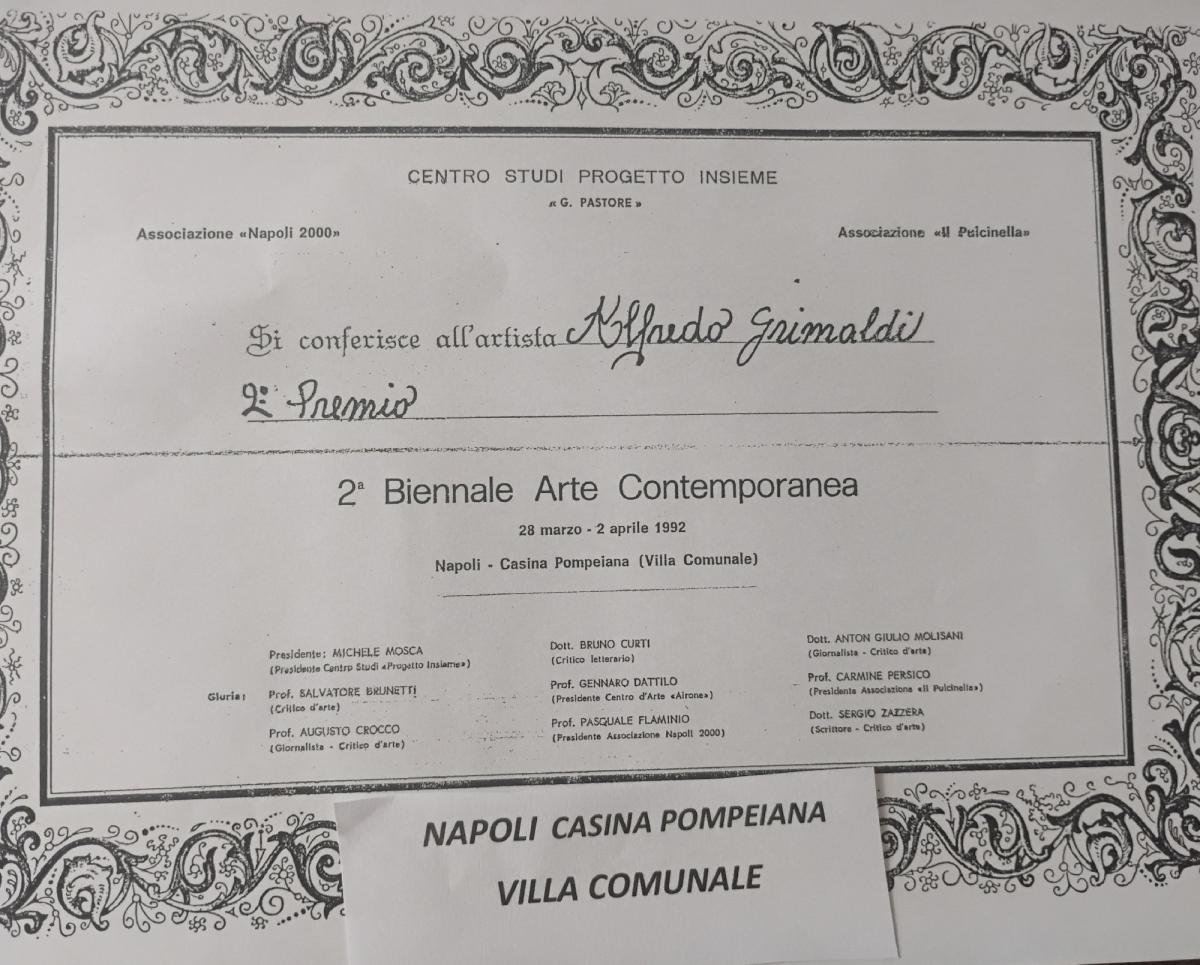 CENTRO STUDI PROGETTO INSIEME
« G. PASTORE »
Associazione «Napoli 2000»
Associazione «Il Pulcinella»
Si conferisce all'artista Alfredo Grimaldi
2º Premio
2ª Biennale Arte Contemporanea
28 marzo - 2 aprile 1992
Napoli - Casina Pompeiana (Villa Comunale)
Giuria:
Presidente: MICHELE MOSCA
(Presidente Centro Studi «Progetto Insieme»)
Prof. SALVATORE BRUNETTI
(Critico d'arte)
Prof. AUGUSTO CROCCO
(Giornalista - Critico d'arte)
Dott. BRUNO CURTI
(Critico letterario)
Prof. GENNARO DATTILO
(Presidente Centro d'Arte «Airone»)
Prof. PASQUALE FLAMINIO
(Presidente Associazione Napoli 2000)
Dott. ANTON GIULIO MOLISANI
(Giornalista - Critico d'arte)
Prof. CARMINE PERSICO
(Presidente Associazione «Il Pulcinella»)
Dott. SERGIO ZAZZERA
(Scrittore - Critico d'arte)
NAPOLI CASINA POMPEIANA
VILLA COMUNALE